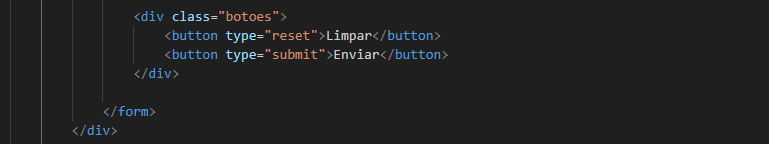 <div class="botoes">
<button type="reset">Limpar</button>
<button type="submit">Enviar</button>
</div>
</form>
</div>